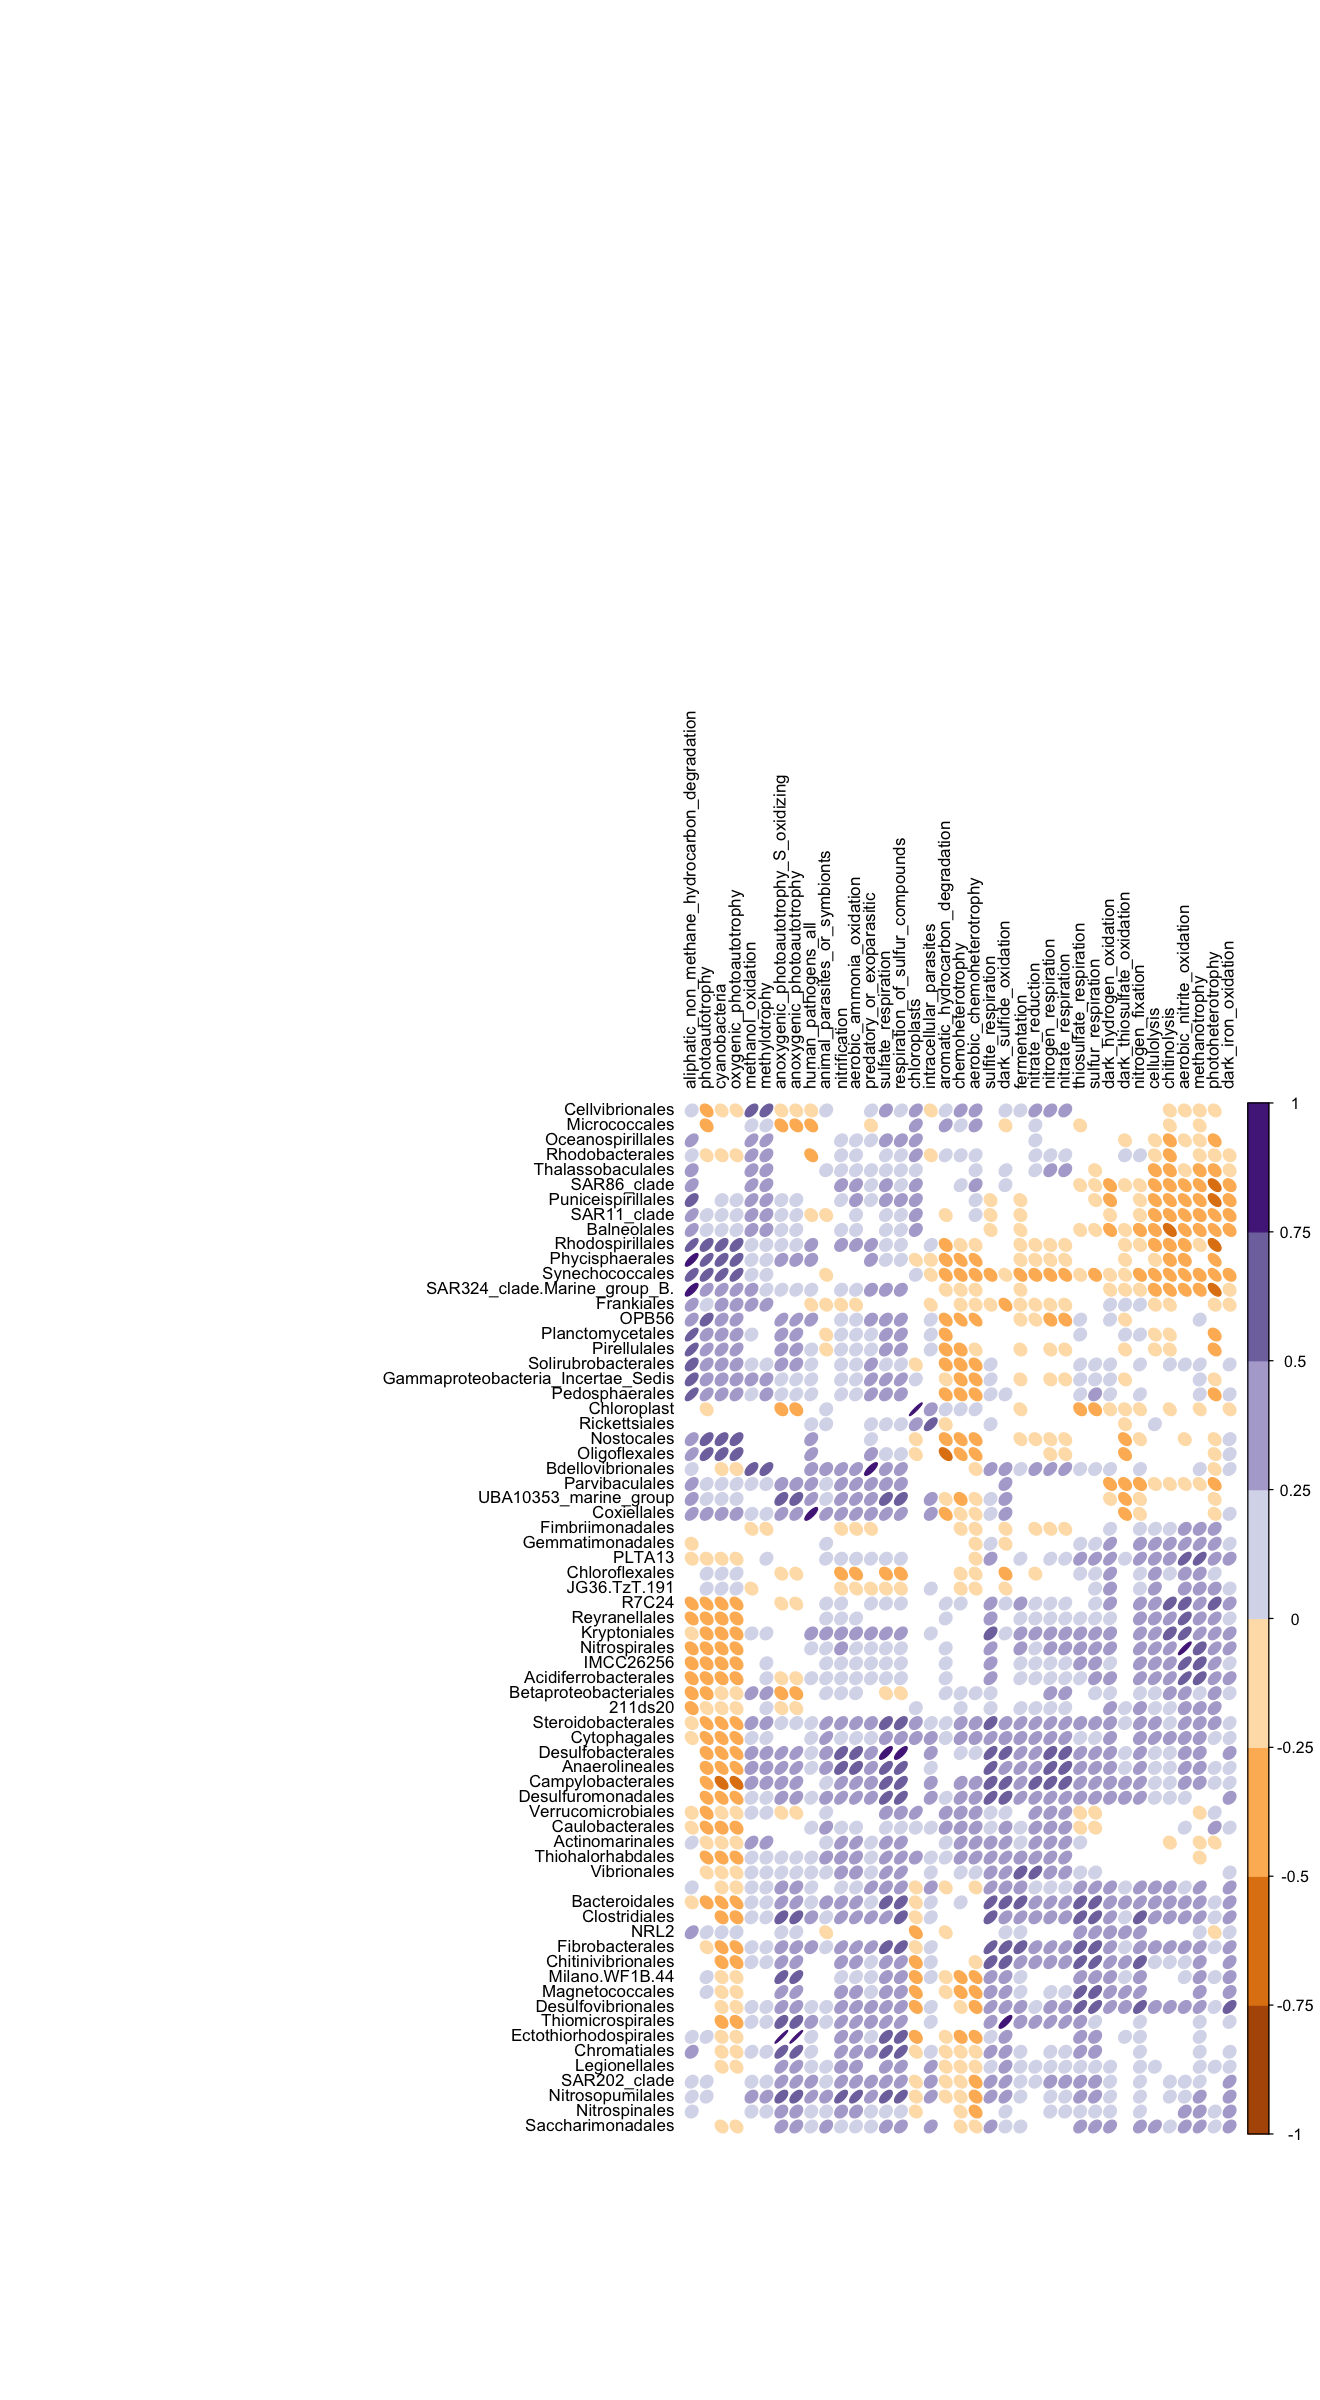 aliphatic_non_methane_hydrocarbon_degradation
photoautotrophy
cyanobacteria
oxygenic_photoautotrophy
methanol_oxidation
methylotrophy
anoxygenic_photoautotrophy_S_oxidizing
anoxygenic_photoautotrophy
human_pathogens_all
animal_parasites_or_symbionts
nitrification
aerobic_ammonia_oxidation
predatory_or_exoparasitic
sulfate_respiration
respiration_of_sulfur_compounds
chloroplasts
intracellular_parasites
aromatic_hydrocarbon_degradation
chemoheterotrophy
aerobic_chemoheterotrophy
sulfite_respiration
dark_sulfide_oxidation
fermentation
nitrate_reduction
nitrogen_respiration
nitrate_respiration
thiosulfate_respiration
sulfur_respiration
dark_hydrogen_oxidation
dark_thiosulfate_oxidation
nitrogen_fixation
cellulolysis
chitinolysis
aerobic_nitrite_oxidation
methanotrophy
photoheterotrophy
dark_iron_oxidation
Cellvibrionales
Micrococcales
Oceanospirillales
Rhodobacterales
Thalassobaculales
SAR86_clade
Puniceispirillales
SAR11_clade
Balneolales
Rhodospirillales
Phycisphaerales
Synechococcales
SAR324_clade.Marine_group_B.
Frankiales
OPB56
Planctomycetales
Pirellulales
Solirubrobacterales
Gammaproteobacteria_Incertae_Sedis
Pedosphaerales
Chloroplast
Rickettsiales
Nostocales
Oligoflexales
Bdellovibrionales
Parvibaculales
UBA10353_marine_group
Coxiellales
Fimbriimonadales
Gemmatimonadales
PLTA13
Chloroflexales
JG36.TzT.191
R7C24
Reyranellales
Kryptoniales
Nitrospirales
IMCC26256
Acidiferrobacterales
Betaproteobacteriales
211ds20
Steroidobacterales
Cytophagales
Desulfobacterales
Anaerolineales
Campylobacterales
Desulfuromonadales
Verrucomicrobiales
Caulobacterales
Actinomarinales
Thiohalorhabdales
Vibrionales
Bacteroidales
Clostridiales
NRL2
Fibrobacterales
Chitinivibrionales
Milano.WF1B.44
Magnetococcales
Desulfovibrionales
Thiomicrospirales
Ectothiorhodospirales
Chromatiales
Legionellales
SAR202_clade
Nitrosopumilales
Nitrospinales
Saccharimonadales
1
0.75
0.5
0.25
0
-0.25
-0.5
-0.75
-1